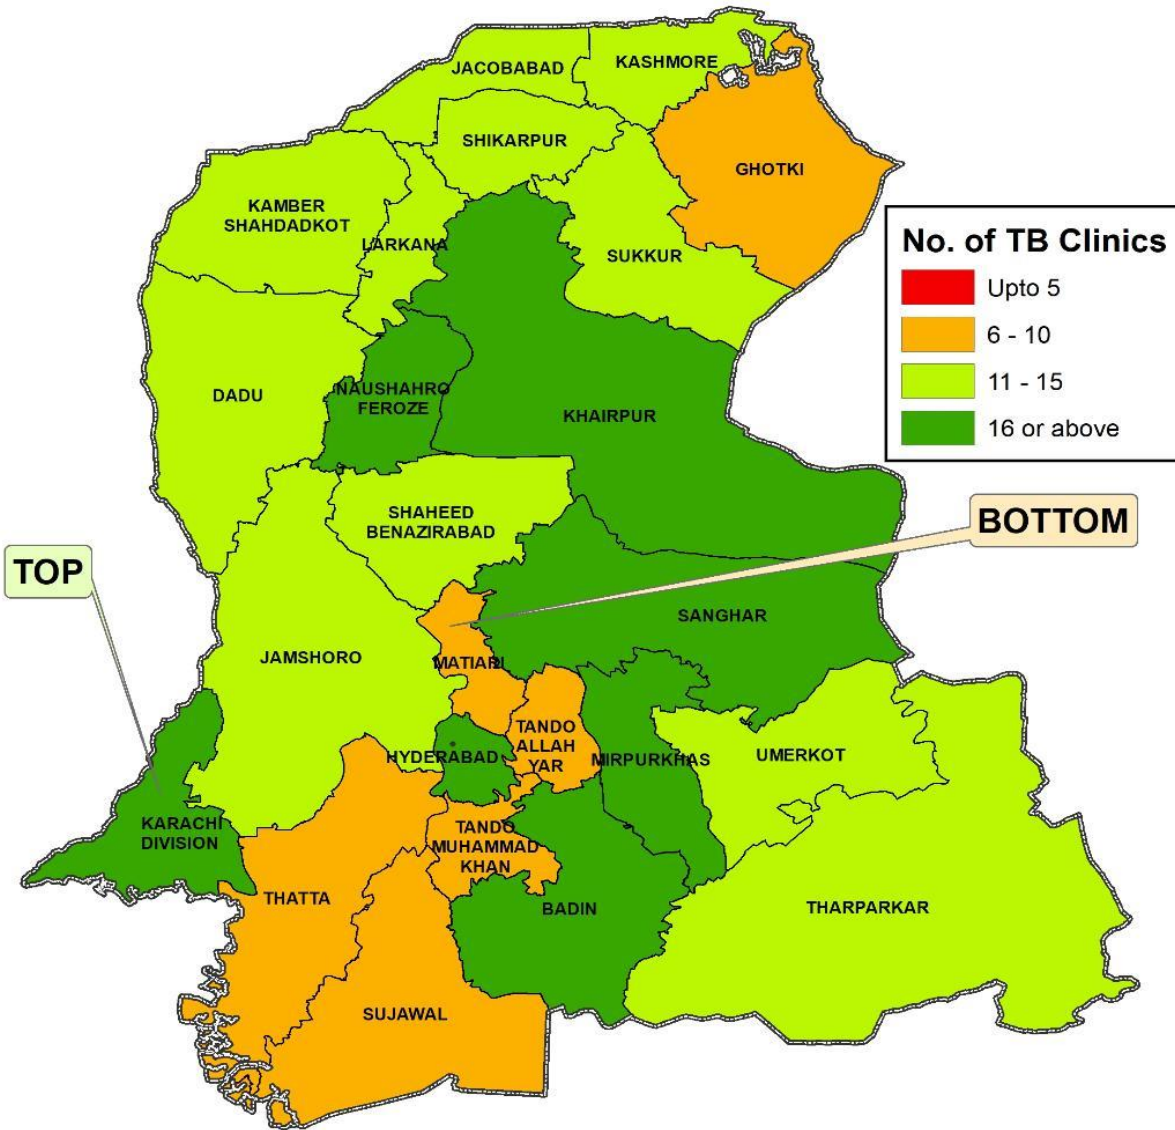 JACOBABAD
KASHMORE
SHIKARPUR
GHOTKI
KAMBER
SHAHDADKOT
LARKANA
SUKKUR
No. of TB Clinics
Upto 5
6 - 10
11 - 15
16 or above
DADU
NAUSHAHRO
FEROZE
KHAIRPUR
SHAHEED
BENAZIRABAD
BOTTOM
TOP
SANGHAR
JAMSHORO
MATIARI
TANDO
ALLAH
YAR
HYDERABAD
MIRPURKHAS
UMERKOT
KARACHI
DIVISION
TANDO
MUHAMMAD
KHAN
THATTA
BADIN
THARPARKAR
SUJAWAL